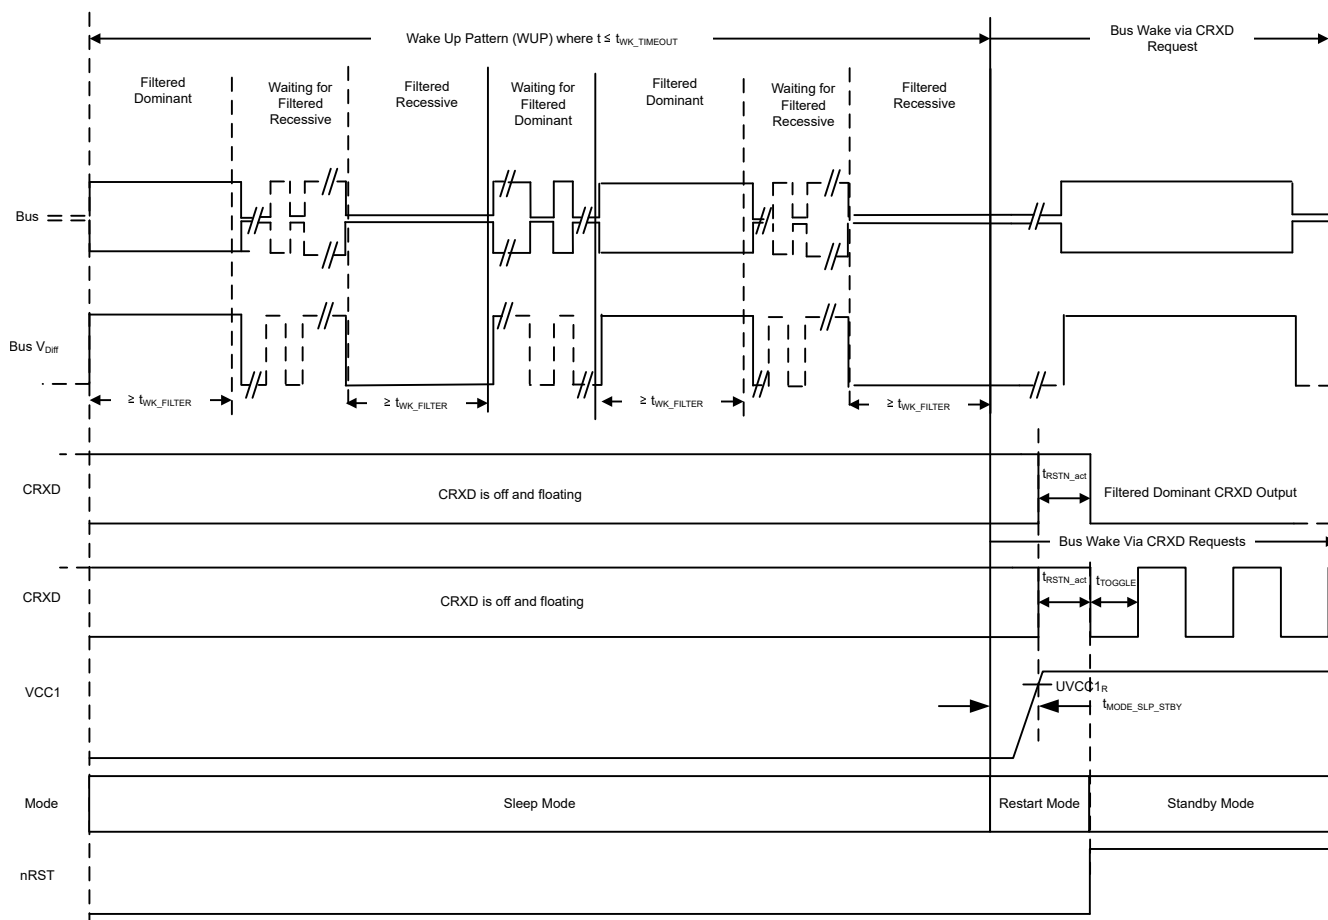 Wake Up Pattern (WUP) where t ≤ tWK_TIMEOUT
Bus Wake via CRXD
Request
Filtered
Dominant
Waiting for
Filtered
Recessive
Filtered
Recessive
Waiting for
Filtered
Dominant
Filtered
Dominant
Waiting for
Filtered
Recessive
Filtered
Recessive
Bus
Bus VDiff
≥ tWK_FILTER
≥ tWK_FILTER
≥ tWK_FILTER
≥ tWK_FILTER
CRXD
CRXD is off and floating
tRSTN_act
Filtered Dominant CRXD Output
Bus Wake Via CRXD Requests
CRXD
CRXD is off and floating
tRSTN_act
tTOGGLE
VCC1
UVCC1R
tMODE_SLP_STBY
Mode
Sleep Mode
Restart Mode
Standby Mode
nRST